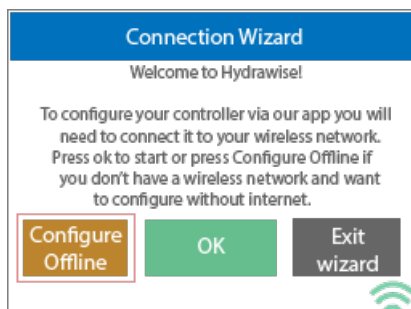 Connection Wizard
Welcome to Hydrawise!
To configure your controller via our app you will
need to connect it to your wireless network.
Press ok to start or press Configure Offline if
you don't have a wireless network and want
to configure without internet.
Configure
Offline
OK
Exit
wizard